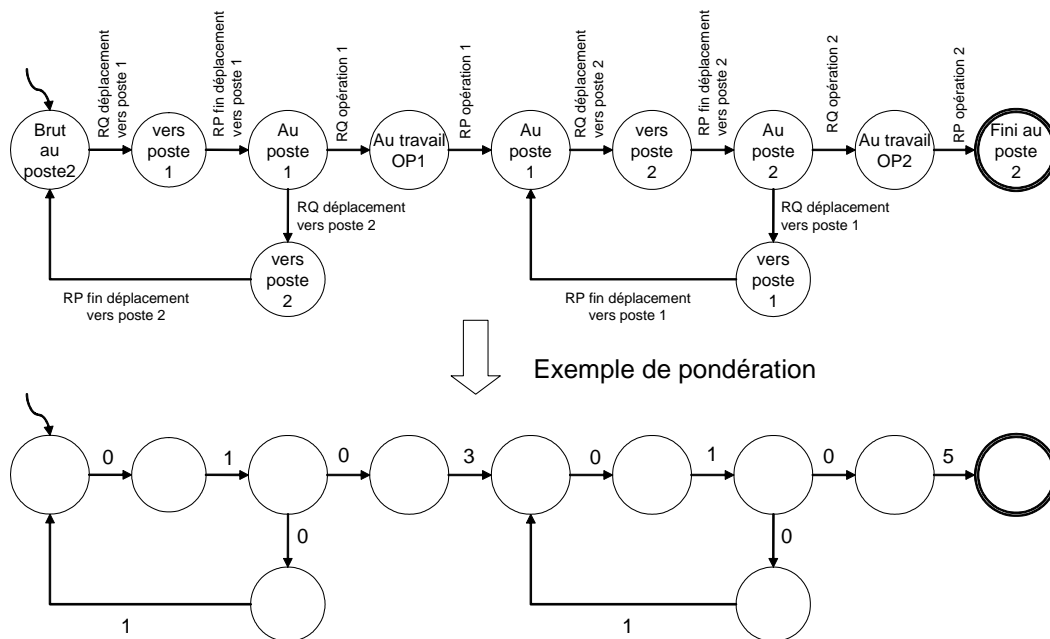 RQ déplacement
vers poste 1
RP fin déplacement
vers poste 1
RQ opération 1
RP opération 1
RQ déplacement
vers poste 2
RP fin déplacement
vers poste 2
RQ opération 2
RP opération 2
Brut
au
poste2
vers
poste
1
Au
poste
1
Au travail
OP1
Au
poste
1
vers
poste
2
Au
poste
2
Au travail
OP2
Fini au
poste
2
RQ déplacement
vers poste 2
RQ déplacement
vers poste 1
vers
poste
2
vers
poste
1
RP fin déplacement
vers poste 2
RP fin déplacement
vers poste 1
Exemple de pondération
0
1
0
3
0
1
0
5
0
0
1
1